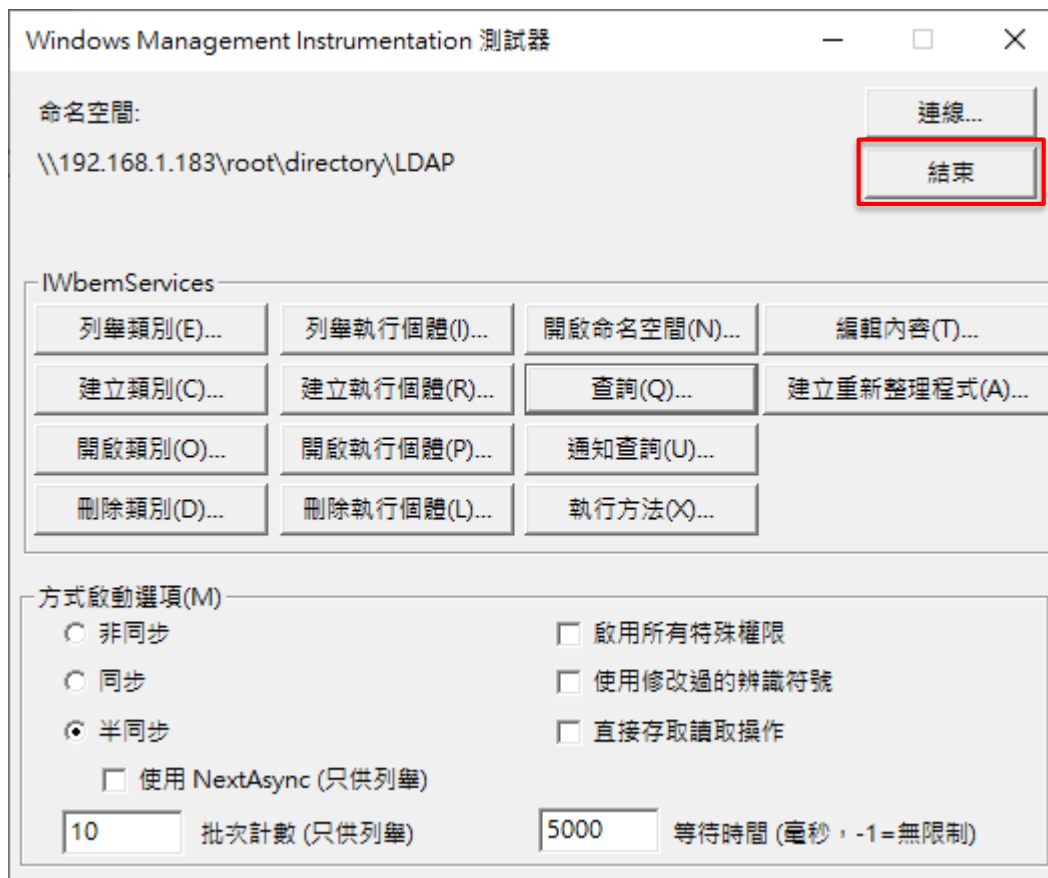 Windows Management Instrumentation 測試器
命名空間:
連線...
\\192.168.1.183\root\directory\LDAP
結束
IWbemServices
列舉類別(E)... 列舉執行個體(I)... 開啟命名空間(N)... 編輯內容(T)...
建立類別(C)... 建立執行個體(R)... 查詢(Q)... 建立重新整理程式(A)...
開啟類別(O)... 開啟執行個體(P)... 通知查詢(U)...
刪除類別(D)... 刪除執行個體(L)... 執行方法(X)...
方式啟動選項(M)
非同步 啟用所有特殊權限
同步 使用修改過的辨識符號
半同步 直接存取讀取操作
使用 NextAsync (只供列舉)
10 批次計數 (只供列舉) 5000 等待時間 (毫秒，-1=無限制)